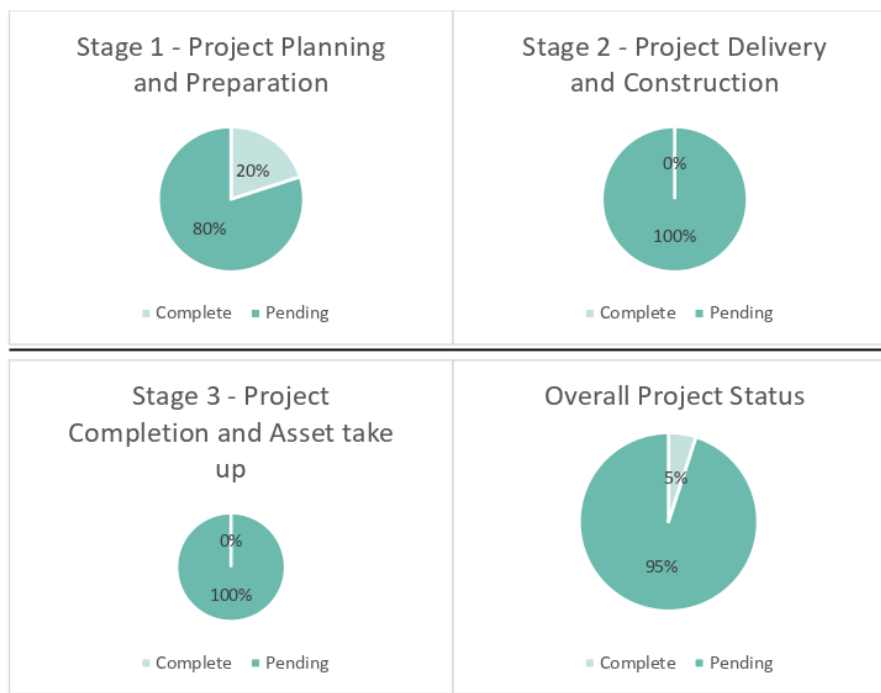 Stage 1 - Project Planning
and Preparation
20%
80%
Complete Pending
Stage 2 - Project Delivery
and Construction
0%
100%
Complete Pending
Stage 3 - Project
Completion and Asset take
up
0%
100%
Complete Pending
Overall Project Status
5%
95%
Complete Pending